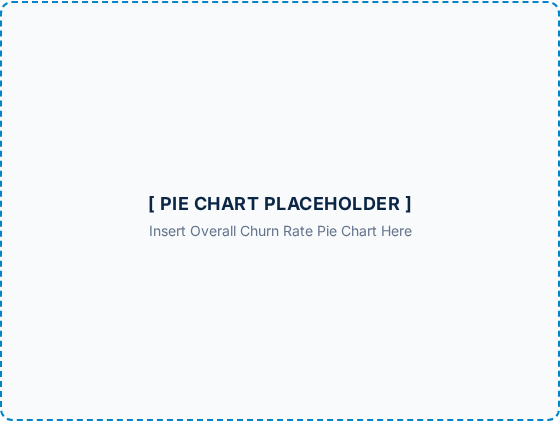 [ PIE CHART PLACEHOLDER ]
Insert Overall Churn Rate Pie Chart Here